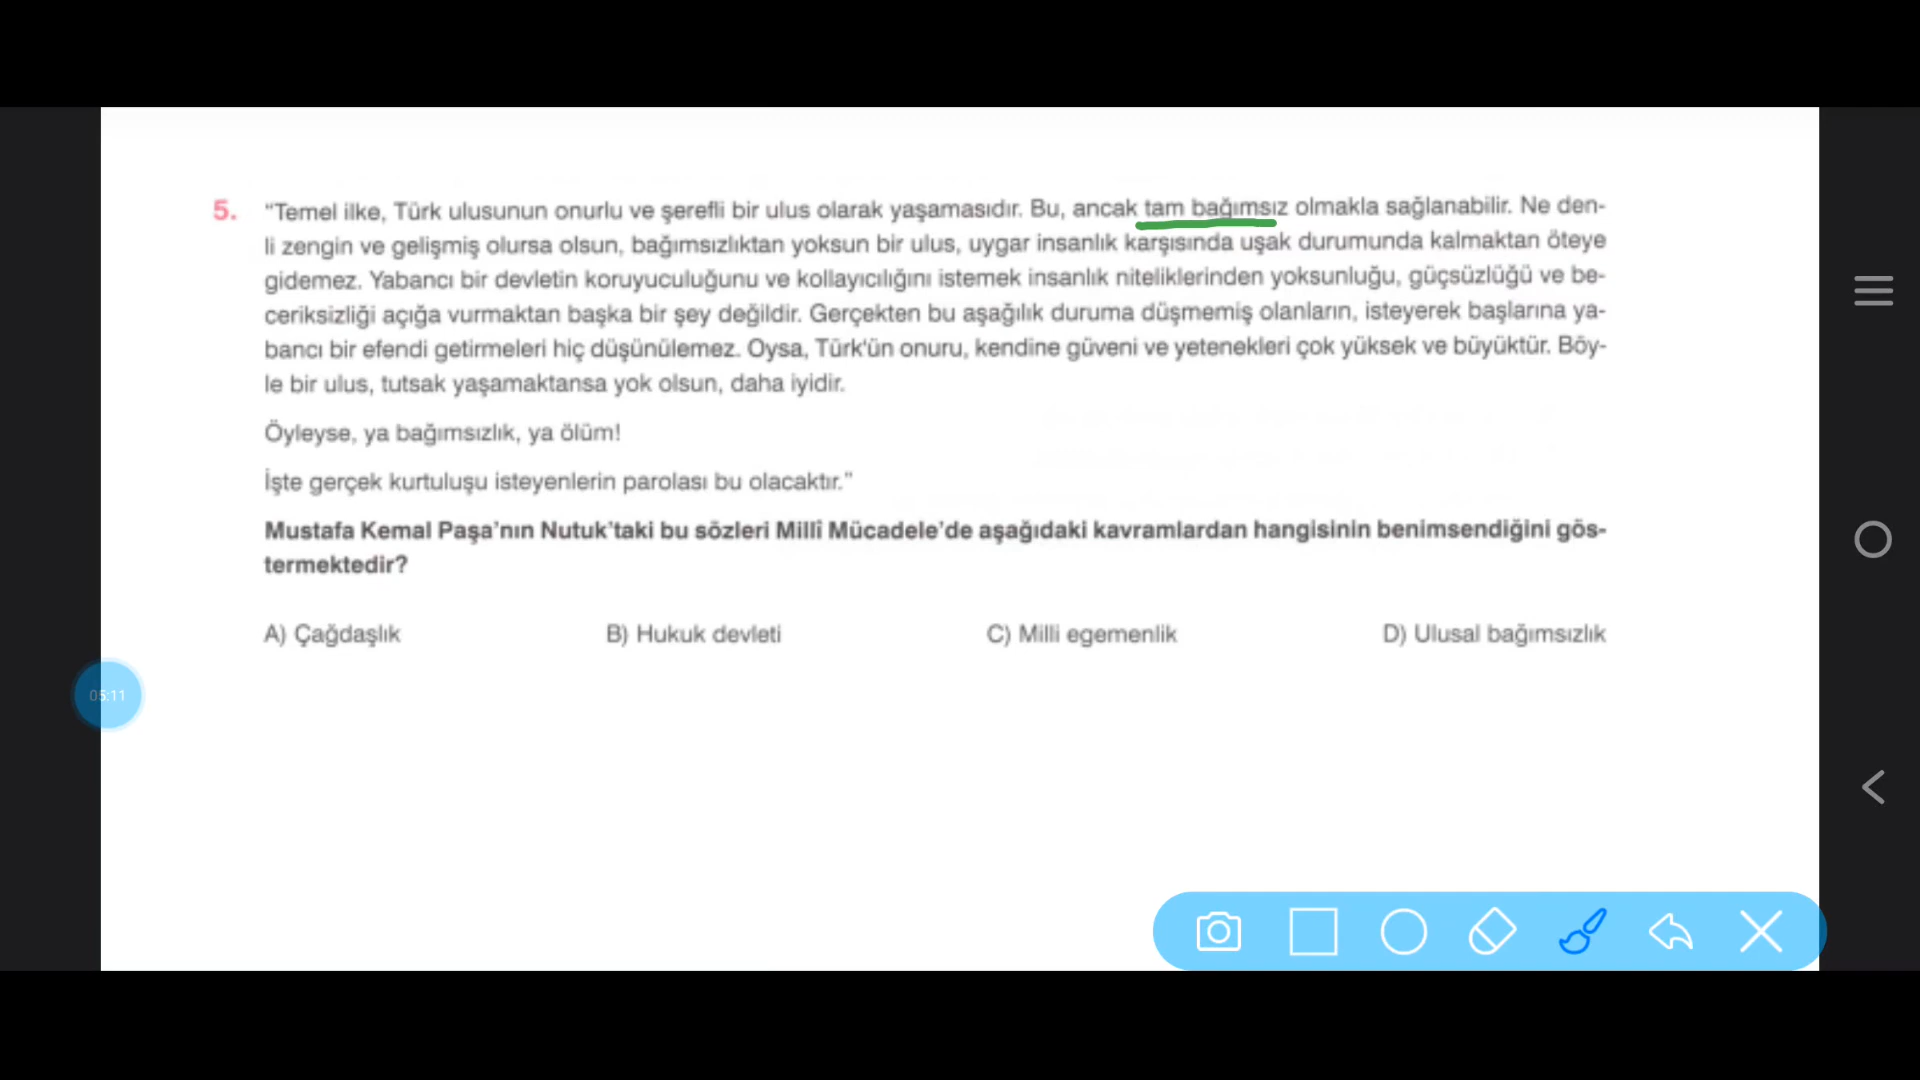 5. “Temel ilke, Türk ulusunun onurlu ve şerefli bir ulus olarak yaşamasıdır. Bu, ancak tam bağımsız olmakla sağlanabilir. Ne den-
li zengin ve gelişmiş olursa olsun, bağımsızlıktan yoksun bir ulus, uygar insanlık karşısında uşak durumunda kalmaktan öteye
gidemez. Yabancı bir devletin koruyuculuğunu ve kollayıcılığını istemek insanlık niteliklerinden yoksunluğu, güçsüzlüğü ve be-
ceriksizliği açığa vurmaktan başka bir şey değildir. Gerçekten bu aşağılık duruma düşmemiş olanların, isteyerek başlarına ya-
bancı bir efendi getirmeleri hiç düşünülemez. Oysa, Türk'ün onuru, kendine güveni ve yetenekleri çok yüksek ve büyüktür. Böy-
le bir ulus, tutsak yaşamaktansa yok olsun, daha iyidir.
Öyleyse, ya bağımsızlık, ya ölüm!
İşte gerçek kurtuluşu isteyenlerin parolası bu olacaktır.”
Mustafa Kemal Paşa’nın Nutuk’taki bu sözleri Millî Mücadele’de aşağıdaki kavramlardan hangisinin benimsendiğini gös-
termektedir?
A) Çağdaşlık B) Hukuk devleti C) Milli egemenlik D) Ulusal bağımsızlık
05:11